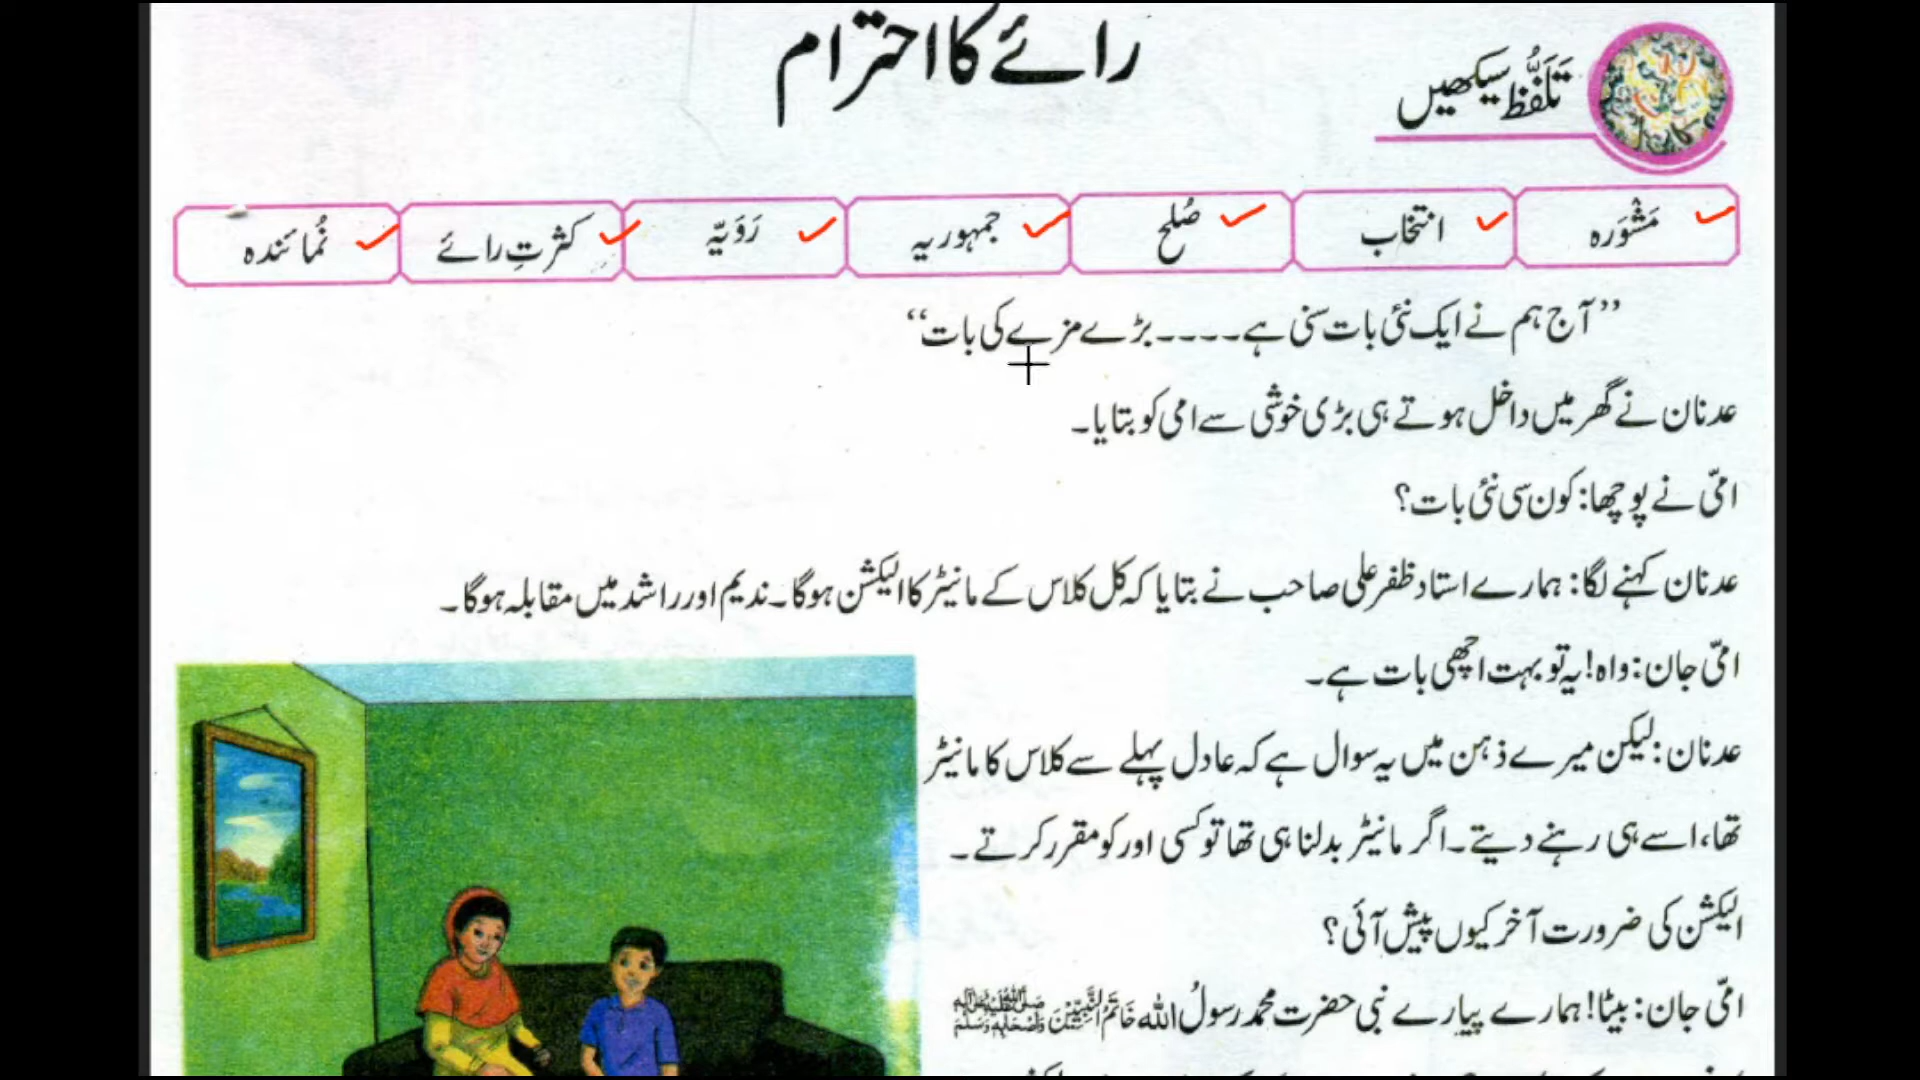 رائے کا احترام
تَلَفُّظ سیکھیں
مَشْوَرَہ انتخاب صُلح جمہوریہ رَوَیّہ کثرتِ رائے نُمائندہ
’’آج ہم نے ایک نئی بات سنی ہے۔۔۔۔ بڑے مزے کی بات‘‘
عدنان نے گھر میں داخل ہوتے ہی بڑی خوشی سے امی کو بتایا۔
امّی نے پوچھا: کون سی نئی بات؟
عدنان کہنے لگا: ہمارے استاد ظفر علی صاحب نے بتایا کہ کل کلاس کے مانیٹر کا الیکشن ہوگا۔ ندیم اور راشد میں مقابلہ ہوگا۔
امّی جان: واہ! یہ تو بہت اچھی بات ہے۔
عدنان: لیکن میرے ذہن میں یہ سوال ہے کہ عادل پہلے سے کلاس کا مانیٹر
تھا، اسے ہی رہنے دیتے۔ اگر مانیٹر بدلنا ہی تھا تو کسی اور کو مقرر کرتے۔
الیکشن کی ضرورت آخر کیوں پیش آئی؟
امّی جان: بیٹا! ہمارے پیارے نبی حضرت محمد رسولُ اللہ خَاتَمُ النَّبِیّٖنَ صَلَّی اللہُ عَلَیْہِ وَعَلٰی اٰلِہٖ وَاَصْحَابِہٖ وَسَلَّمَ